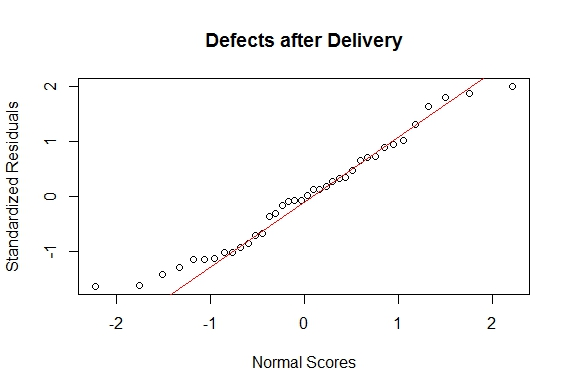 Defects after Delivery
Standardized Residuals
2
1
0
-1
-2 -1 0 1 2
Normal Scores